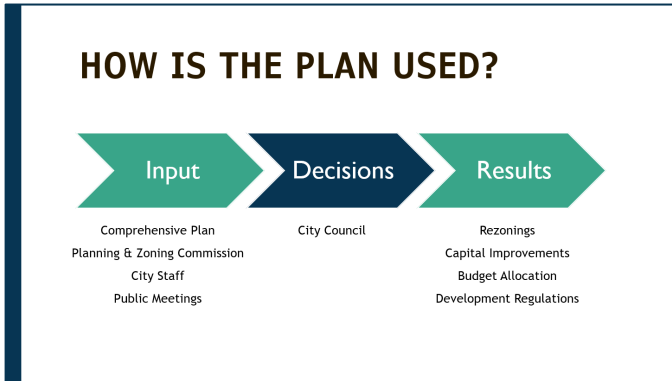 HOW IS THE PLAN USED?
Input
Comprehensive Plan
Planning & Zoning Commission
City Staff
Public Meetings
Decisions
City Council
Results
Rezonings
Capital Improvements
Budget Allocation
Development Regulations